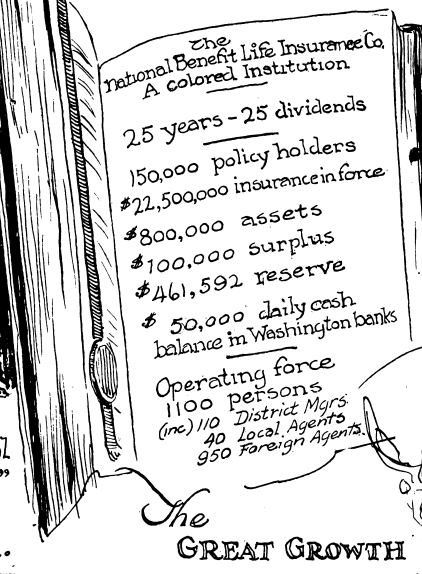 The
National Benefit Life Insurance Co.
A Colored Institution
25 years - 25 dividends
150,000 policy holders
$22,500,000 insurance in force
$800,000 assets
$100,000 surplus
$461,592 reserve
$ 50,000 daily cash
balance in Washington banks
Operating force
1100 persons
(inc) 110 District Mgrs.
40 Local Agents
950 Foreign Agents.
The
GREAT GROWTH